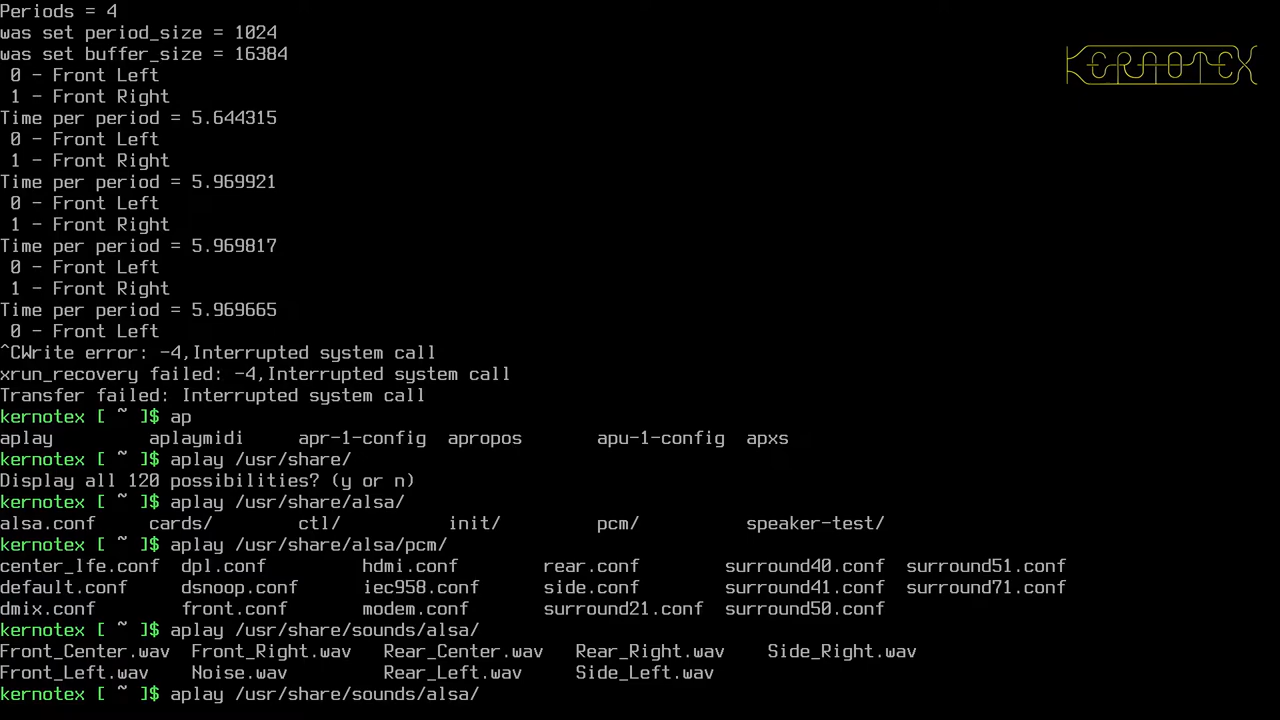 Periods = 4
was set period_size = 1024
was set buffer_size = 16384
 0 - Front Left
 1 - Front Right
Time per period = 5.644315
 0 - Front Left
 1 - Front Right
Time per period = 5.969921
 0 - Front Left
 1 - Front Right
Time per period = 5.969817
 0 - Front Left
 1 - Front Right
Time per period = 5.969665
 0 - Front Left
^CWrite error: -4,Interrupted system call
xrun_recovery failed: -4,Interrupted system call
Transfer failed: Interrupted system call
kernotex [ ~ ]$ ap
aplay         aplaymidi     apr-1-config  apropos       apu-1-config  apxs
kernotex [ ~ ]$ aplay /usr/share/
Display all 120 possibilities? (y or n)
kernotex [ ~ ]$ aplay /usr/share/alsa/
alsa.conf     cards/        ctl/          init/         pcm/          speaker-test/
kernotex [ ~ ]$ aplay /usr/share/alsa/pcm/
center_lfe.conf  dpl.conf         hdmi.conf        rear.conf        surround40.conf  surround51.conf
default.conf     dsnoop.conf      iec958.conf      side.conf        surround41.conf  surround71.conf
dmix.conf        front.conf       modem.conf       surround21.conf  surround50.conf
kernotex [ ~ ]$ aplay /usr/share/sounds/alsa/
Front_Center.wav  Front_Right.wav   Rear_Center.wav   Rear_Right.wav    Side_Right.wav
Front_Left.wav    Noise.wav         Rear_Left.wav     Side_Left.wav
kernotex [ ~ ]$ aplay /usr/share/sounds/alsa/
KERNOTEX